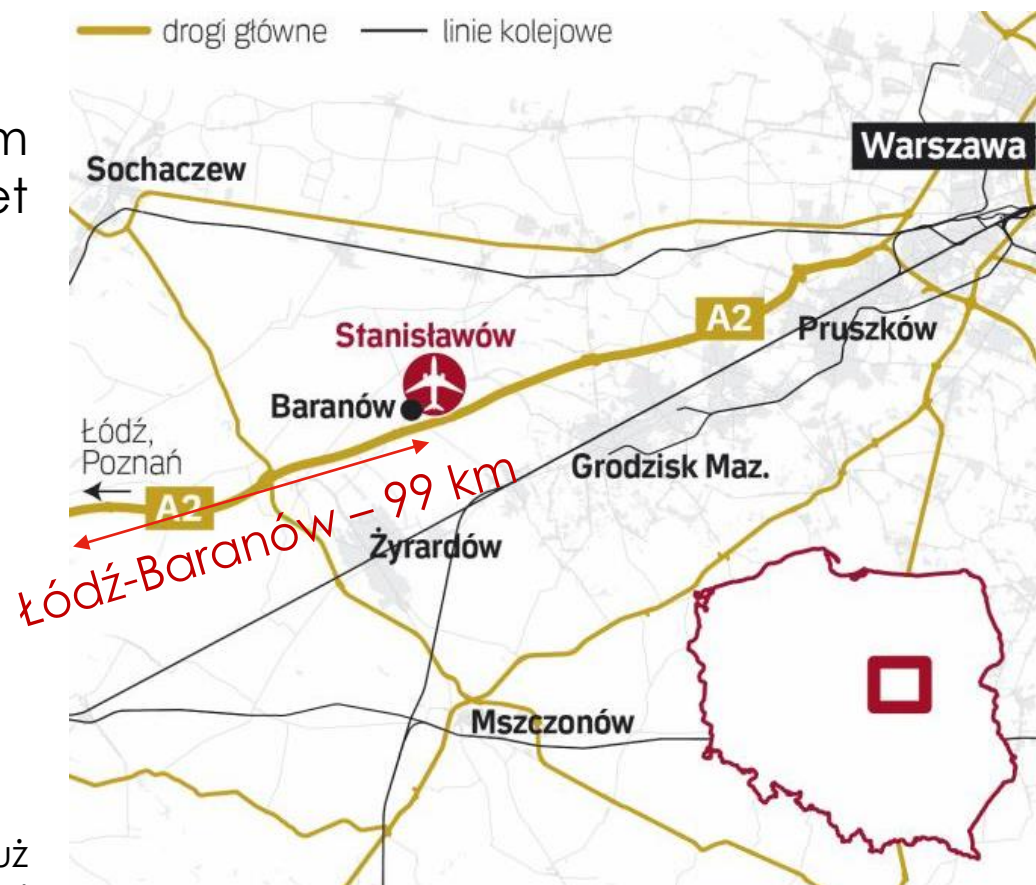 drogi główne
linie kolejowe
m
et
Warszawa
Sochaczew
A2
Stanisławów
Pruszków
Baranów
Łódź,
Poznań
Grodzisk Maz.
A2
Łódź-Baranów – 99 km
Żyrardów
Mszczonów
uż